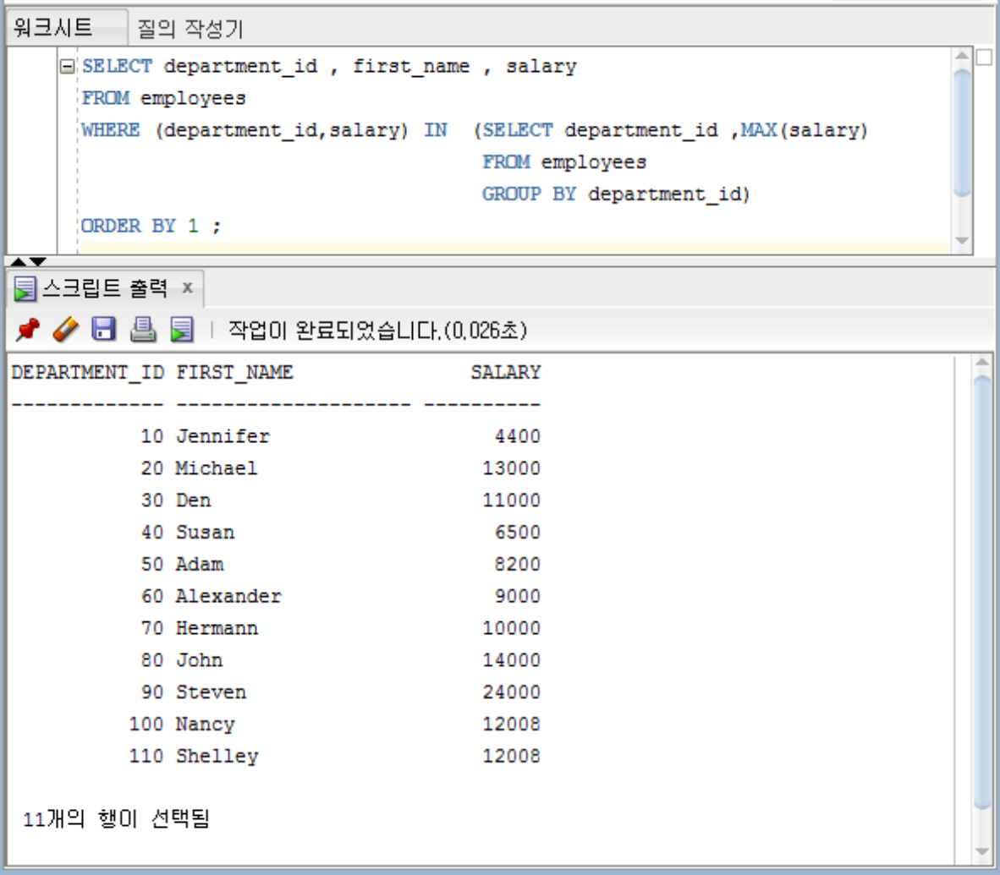 워크시트 질의 작성기
SELECT department_id , first_name , salary
FROM employees
WHERE (department_id,salary) IN (SELECT department_id ,MAX(salary)
FROM employees
GROUP BY department_id)
ORDER BY 1 ;
스크립트 출력 x
작업이 완료되었습니다.(0.026초)
DEPARTMENT_ID FIRST_NAME SALARY
------------- -------------------- ----------
10 Jennifer 4400
20 Michael 13000
30 Den 11000
40 Susan 6500
50 Adam 8200
60 Alexander 9000
70 Hermann 10000
80 John 14000
90 Steven 24000
100 Nancy 12008
110 Shelley 12008
11개의 행이 선택됨